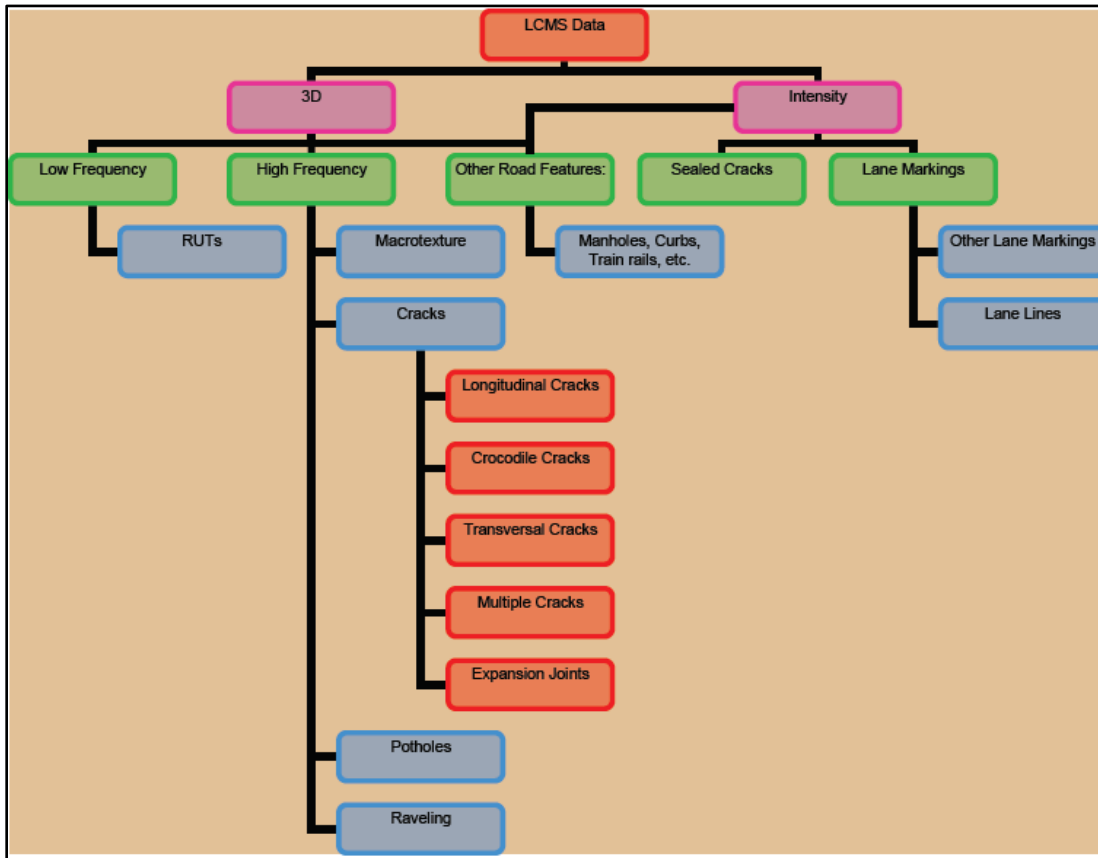 LCMS Data
3D
Intensity
Low Frequency
High Frequency
Other Road Features:
Sealed Cracks
Lane Markings
RUTs
Macrotexture
Manholes, Curbs,
Train rails, etc.
Other Lane Markings
Cracks
Lane Lines
Longitudinal Cracks
Crocodile Cracks
Transversal Cracks
Multiple Cracks
Expansion Joints
Potholes
Raveling